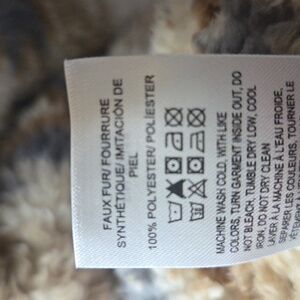 FAUX FUR/ FOURRURE
SYNTHÉTIQUE/ IMITACIÓN DE
PIEL
100% POLYESTER/ POLIÉSTER
MACHINE WASH COLD, WITH LIKE
COLORS, TURN GARMENT INSIDE OUT, DO
NOT BLEACH, TUMBLE DRY LOW, COOL
IRON, DO NOT DRY CLEAN
LAVER À LA MACHINE À L'EAU FROIDE,
SÉPARER LES COULEURS, TOURNER LE